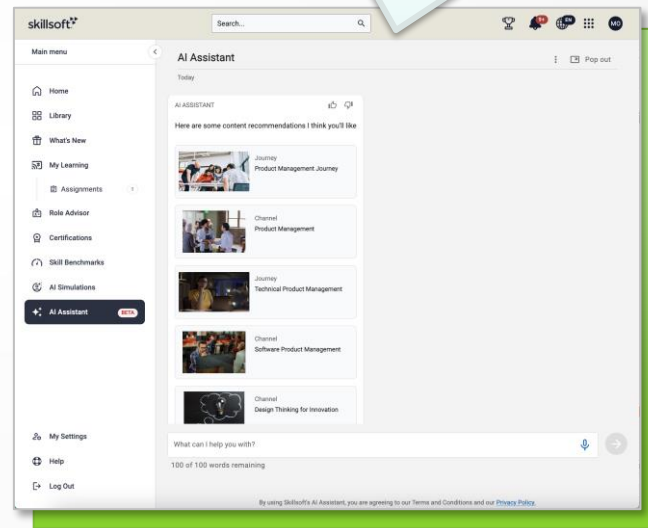 skillsoft
Search...
9+
EN
MO
Main menu
AI Assistant
Pop out
Today
Home
Library
What's New
My Learning
Assignments
Role Advisor
Certifications
Skill Benchmarks
AI Simulations
AI Assistant
BETA
My Settings
Help
Log Out
AI ASSISTANT
Here are some content recommendations I think you'll like
Journey
Product Management Journey
Channel
Product Management
Journey
Technical Product Management
Channel
Software Product Management
Channel
Design Thinking for Innovation
What can I help you with?
100 of 100 words remaining
By using Skillsoft's AI Assistant, you are agreeing to our Terms and Conditions and our Privacy Policy.